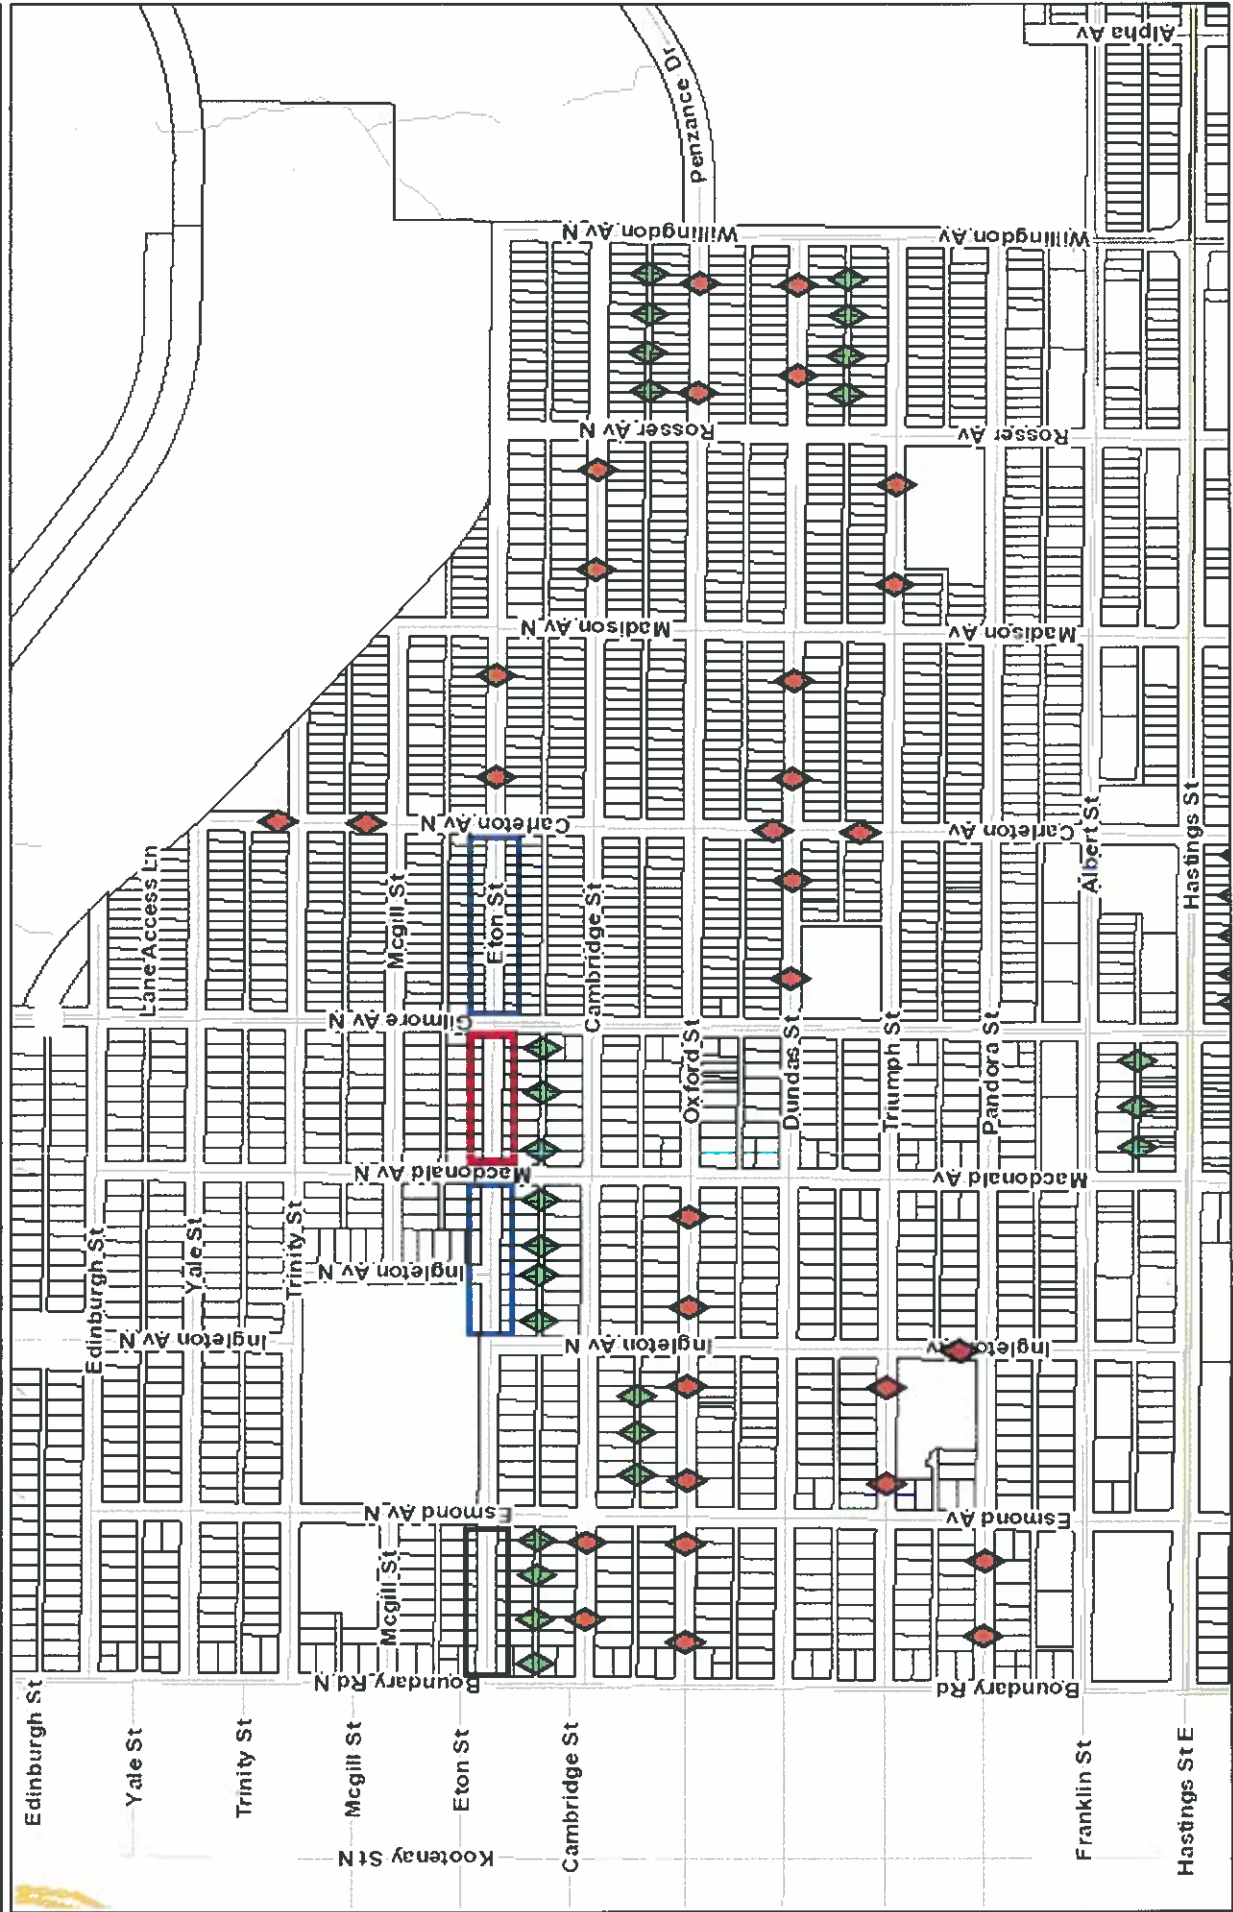 Alpha Av
Penzance Dr
Willingdon Av N
Willingdon Av
Rosser Av N
Rosser Av
Madison Av N
Madison Av
Carleton Av N
Carleton Av
Lane Access Ln
Mcgill St
Eton St
Cambridge St
Albert St
Hastings St
Gilmore Av N
Oxford St
Dundas St
Triumph St
Pandora St
Macdonald Av N
Macdonald Av
Edinburgh St
Yale St
Trinity St
Ingleton Av N
Ingleton Av N
Ingleton Av N
Ingleton Av
Esmond Av N
Esmond Av
Mcgill St
Boundary Rd N
Boundary Rd
Edinburgh St
Yale St
Trinity St
Mcgill St
Eton St
Cambridge St
Franklin St
Hastings St E
Kootenay St N